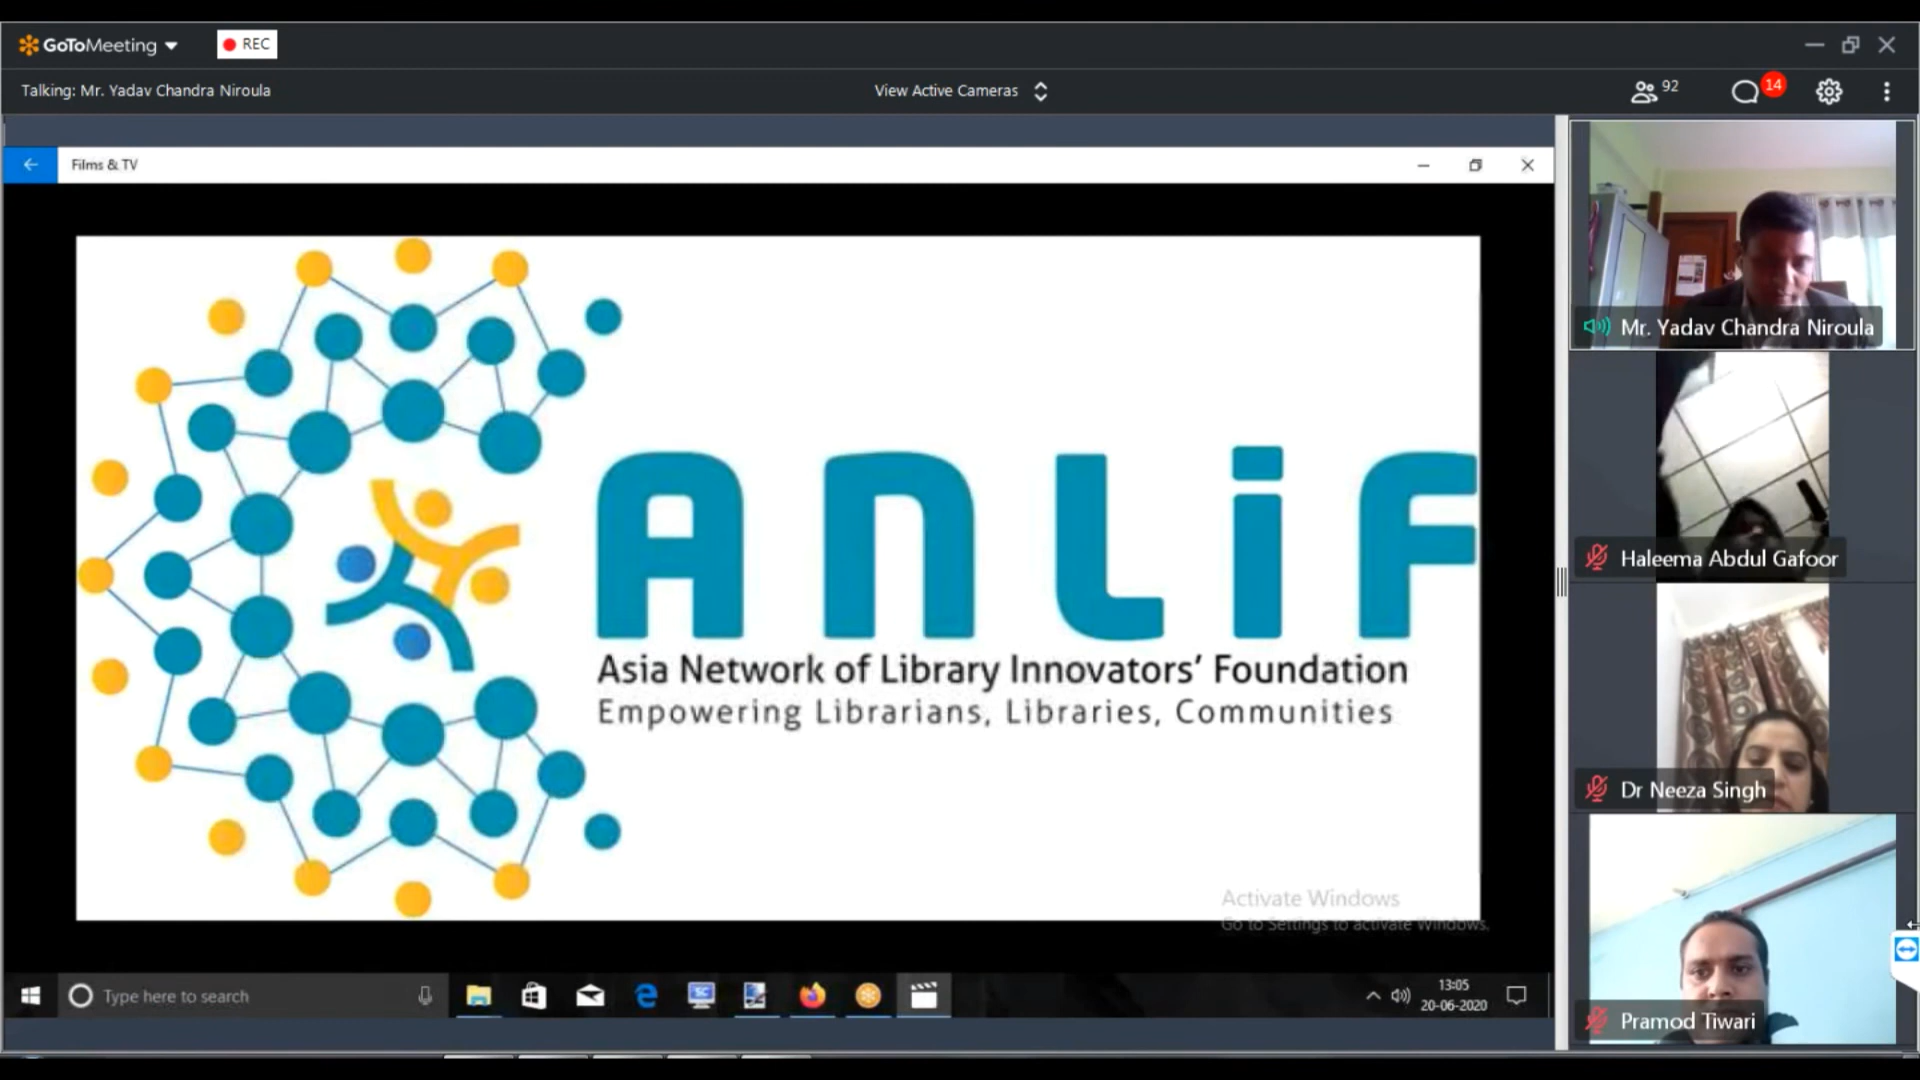 GoToMeeting
REC
Talking: Mr. Yadav Chandra Niroula
View Active Cameras
92
14
Films & TV
ANLiF
Asia Network of Library Innovators’ Foundation
Empowering Librarians, Libraries, Communities
Activate Windows
Go to Settings to activate Windows.
Mr. Yadav Chandra Niroula
Haleema Abdul Gafoor
Dr Neeza Singh
Pramod Tiwari
Type here to search
SC
13:05
20-06-2020